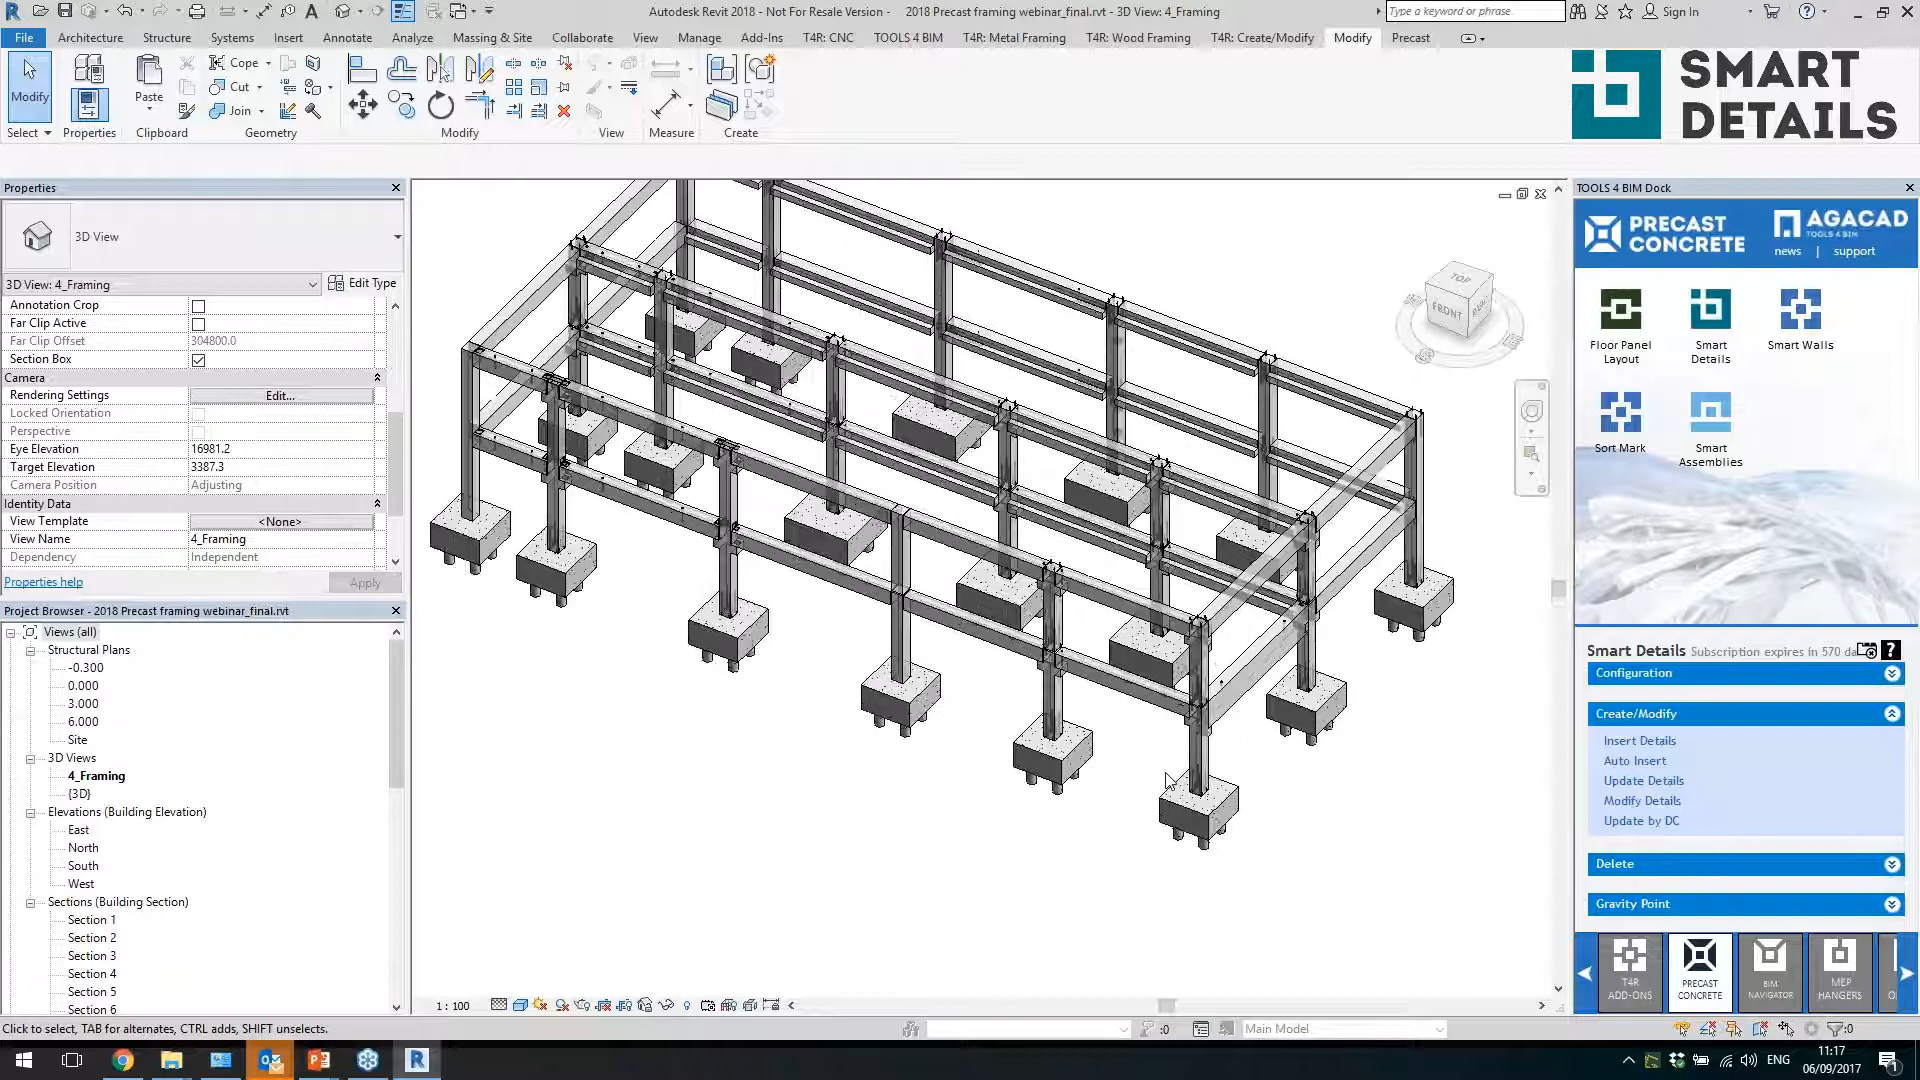 Autodesk Revit 2018 - Not For Resale Version - 2018 Precast framing webinar_final.rvt - 3D View: 4_Framing
Type a keyword or phrase
Sign In
File Architecture Structure Systems Insert Annotate Analyze Massing & Site Collaborate View Manage Add-Ins T4R: CNC TOOLS 4 BIM T4R: Metal Framing T4R: Wood Framing T4R: Create/Modify Modify Precast
Modify
Paste
Cope
Cut
Join
Select Properties Clipboard Geometry Modify View Measure Create
SMART
DETAILS
Properties
3D View
3D View: 4_Framing
Edit Type
Annotation Crop
Far Clip Active
Far Clip Offset 304800.0
Section Box
Camera
Rendering Settings Edit...
Locked Orientation
Perspective
Eye Elevation 16981.2
Target Elevation 3387.3
Camera Position Adjusting
Identity Data
View Template <None>
View Name 4_Framing
Dependency Independent
Properties help
Apply
Project Browser - 2018 Precast framing webinar_final.rvt
Views (all)
Structural Plans
-0.300
0.000
3.000
6.000
Site
3D Views
4_Framing
{3D}
Elevations (Building Elevation)
East
North
South
West
Sections (Building Section)
Section 1
Section 2
Section 3
Section 4
Section 5
Section 6
TOP
FRONT
S
1 : 100
TOOLS 4 BIM Dock
PRECAST
CONCRETE
AGACAD
TOOLS 4 BIM
news | support
Floor Panel
Layout
Smart
Details
Smart Walls
Sort Mark
Smart
Assemblies
Smart Details Subscription expires in 570 da
Configuration
Create/Modify
Insert Details
Auto Insert
Update Details
Modify Details
Update by DC
Delete
Gravity Point
T4R
ADD-ONS
PRECAST
CONCRETE
BIM
NAVIGATOR
MEP
HANGERS
Click to select, TAB for alternates, CTRL adds, SHIFT unselects.
:0
Main Model
:0
ENG
11:17
06/09/2017